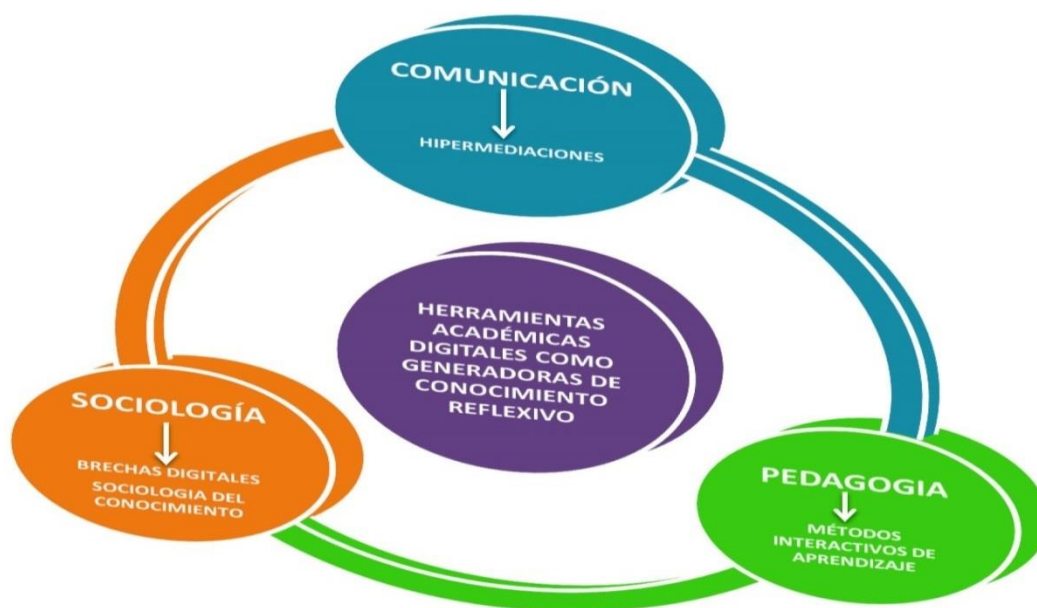 COMUNICACIÓN
HIPERMEDIACIONES
HERRAMIENTAS
ACADÉMICAS
DIGITALES COMO
GENERADORAS DE
CONOCIMIENTO
REFLEXIVO
SOCIOLOGÍA
BRECHAS DIGITALES
SOCIOLOGIA DEL
CONOCIMIENTO
PEDAGOGIA
MÉTODOS
INTERACTIVOS DE
APRENDIZAJE